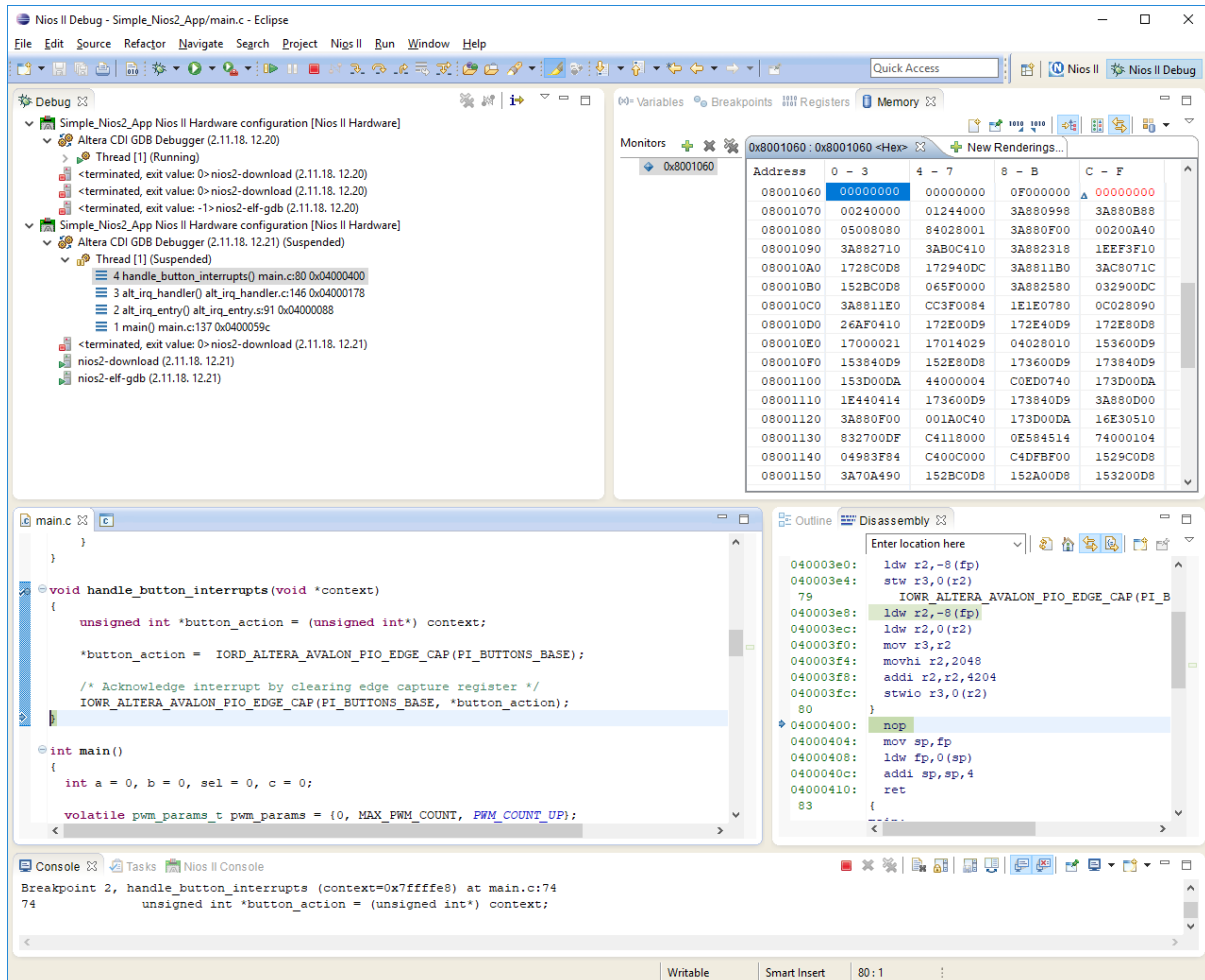 Nios II Debug - Simple_Nios2_App/main.c - Eclipse
File Edit Source Refactor Navigate Search Project Nios II Run Window Help
Quick Access
Nios II
Nios II Debug
Debug
Simple_Nios2_App Nios II Hardware configuration [Nios II Hardware]
Altera CDI GDB Debugger (2.11.18. 12.20)
Thread [1] (Running)
<terminated, exit value: 0>nios2-download (2.11.18. 12.20)
<terminated, exit value: 0>nios2-download (2.11.18. 12.20)
<terminated, exit value: -1>nios2-elf-gdb (2.11.18. 12.20)
Simple_Nios2_App Nios II Hardware configuration [Nios II Hardware]
Altera CDI GDB Debugger (2.11.18. 12.21) (Suspended)
Thread [1] (Suspended)
4 handle_button_interrupts() main.c:80 0x04000400
3 alt_irq_handler() alt_irq_handler.c:146 0x04000178
2 alt_irq_entry() alt_irq_entry.s:91 0x04000088
1 main() main.c:137 0x0400059c
<terminated, exit value: 0>nios2-download (2.11.18. 12.21)
nios2-download (2.11.18. 12.21)
nios2-elf-gdb (2.11.18. 12.21)
Variables Breakpoints Registers Memory
Monitors
0x8001060
0x8001060 : 0x8001060 <Hex> New Renderings...
Address 0 - 3 4 - 7 8 - B C - F
08001060 00000000 00000000 0F000000 00000000
08001070 00240000 01244000 3A880998 3A880B88
08001080 05008080 84028001 3A880F00 00200A40
08001090 3A882710 3AB0C410 3A882318 1EEF3F10
080010A0 1728C0D8 172940DC 3A8811B0 3AC8071C
080010B0 152BC0D8 065F0000 3A882580 032900DC
080010C0 3A8811E0 CC3F0084 1E1E0780 0C028090
080010D0 26AF0410 172E00D9 172E40D9 172E80D8
080010E0 17000021 17014029 04028010 153600D9
080010F0 153840D9 152E80D8 173600D9 173840D9
08001100 153D00DA 44000004 C0ED0740 173D00DA
08001110 1E440414 173600D9 173840D9 3A880D00
08001120 3A880F00 001A0C40 173D00DA 16E30510
08001130 832700DF C4118000 0E584514 74000104
08001140 04983F84 C400C000 C4DFBF00 1529C0D8
08001150 3A70A490 152BC0D8 152A00D8 153200D8
main.c
}
}
void handle_button_interrupts(void *context)
{
unsigned int *button_action = (unsigned int*) context;
*button_action = IORD_ALTERA_AVALON_PIO_EDGE_CAP(PI_BUTTONS_BASE);
/* Acknowledge interrupt by clearing edge capture register */
IOWR_ALTERA_AVALON_PIO_EDGE_CAP(PI_BUTTONS_BASE, *button_action);
}
int main()
{
int a = 0, b = 0, sel = 0, c = 0;
volatile pwm_params_t pwm_params = {0, MAX_PWM_COUNT, PWM_COUNT_UP};
Outline Disassembly
Enter location here
040003e0: ldw r2,-8(fp)
040003e4: stw r3,0(r2)
79 IOWR_ALTERA_AVALON_PIO_EDGE_CAP(PI_B
040003e8: ldw r2,-8(fp)
040003ec: ldw r2,0(r2)
040003f0: mov r3,r2
040003f4: movhi r2,2048
040003f8: addi r2,r2,4204
040003fc: stwio r3,0(r2)
80 }
04000400: nop
04000404: mov sp,fp
04000408: ldw fp,0(sp)
0400040c: addi sp,sp,4
04000410: ret
83 {
Console Tasks Nios II Console
Breakpoint 2, handle_button_interrupts (context=0x7ffffe8) at main.c:74
74 unsigned int *button_action = (unsigned int*) context;
Writable Smart Insert 80 : 1